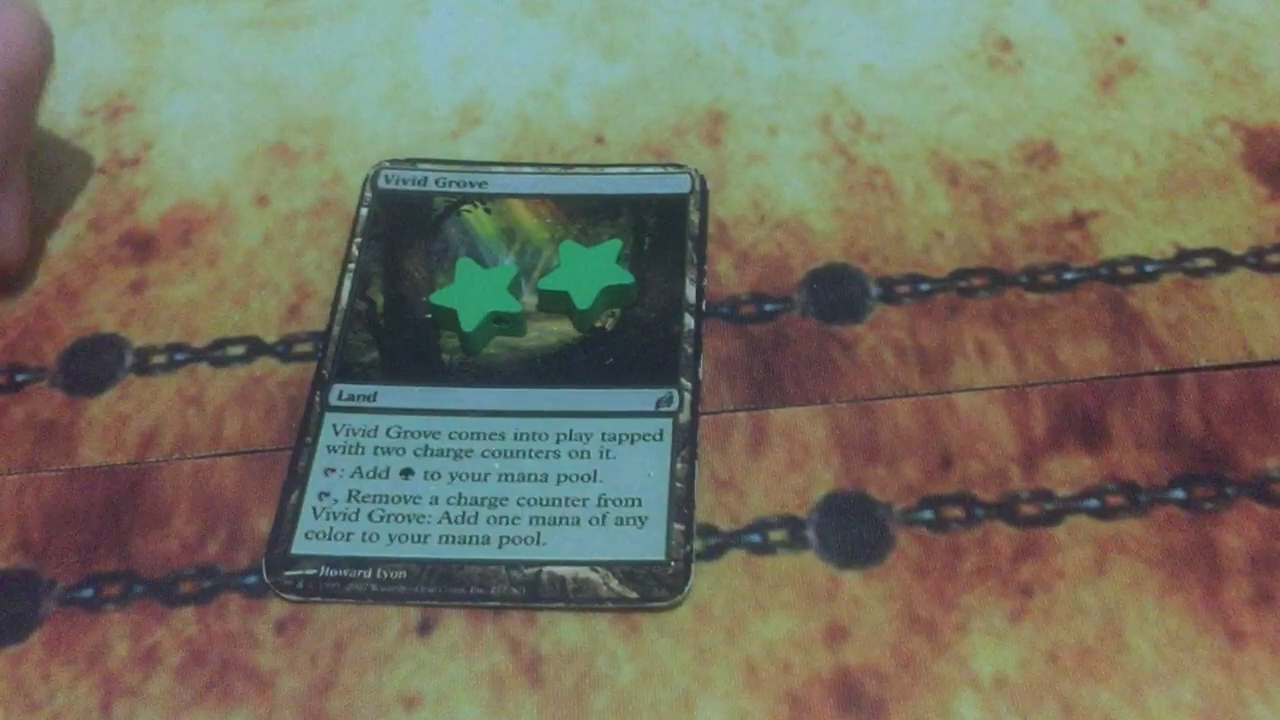 Vivid Grove
Land
Vivid Grove comes into play tapped
with two charge counters on it.
: Add to your mana pool.
, Remove a charge counter from
Vivid Grove: Add one mana of any
color to your mana pool.
Howard Lyon